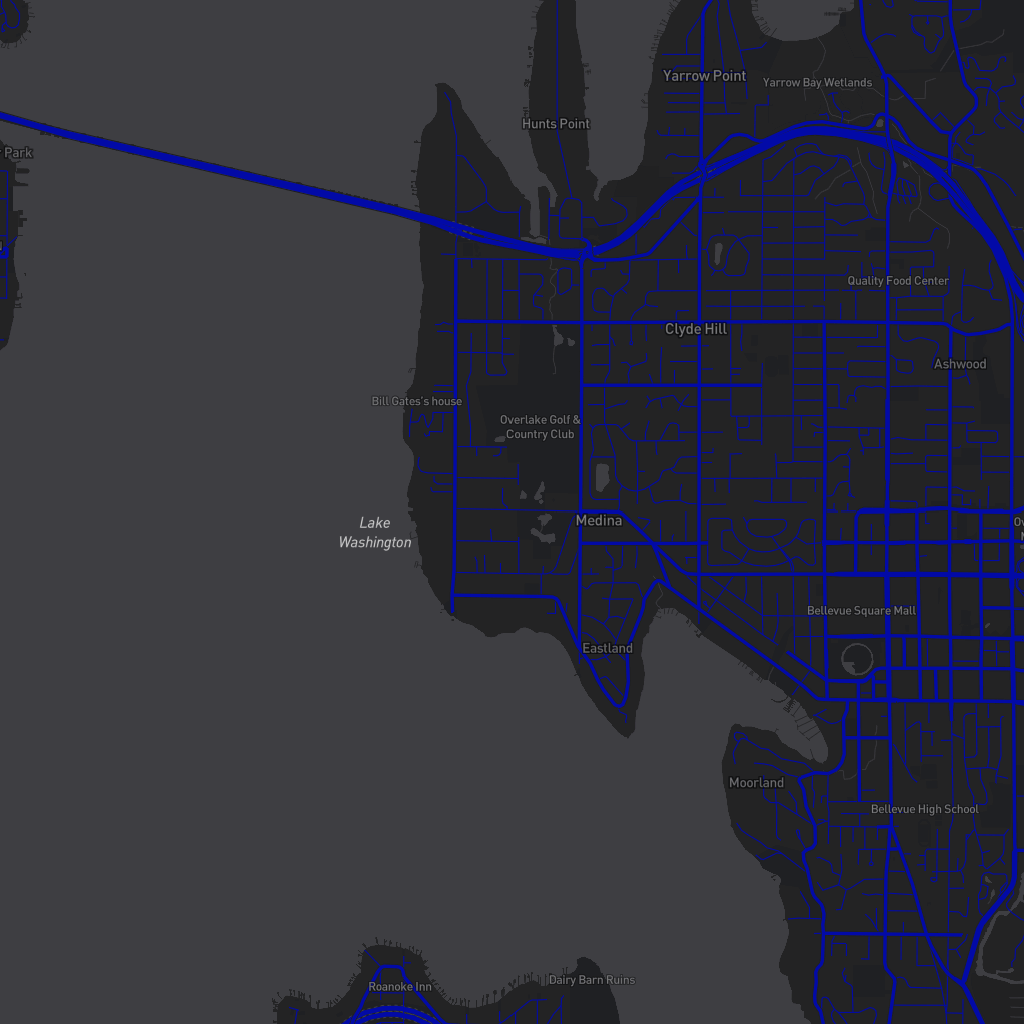 Yarrow Point
Yarrow Bay Wetlands
Hunts Point
Park
Quality Food Center
Clyde Hill
Ashwood
Bill Gates's house
Overlake Golf &
Country Club
Lake
Washington
Medina
Bellevue Square Mall
Eastland
Moorland
Bellevue High School
Dairy Barn Ruins
Roanoke Inn